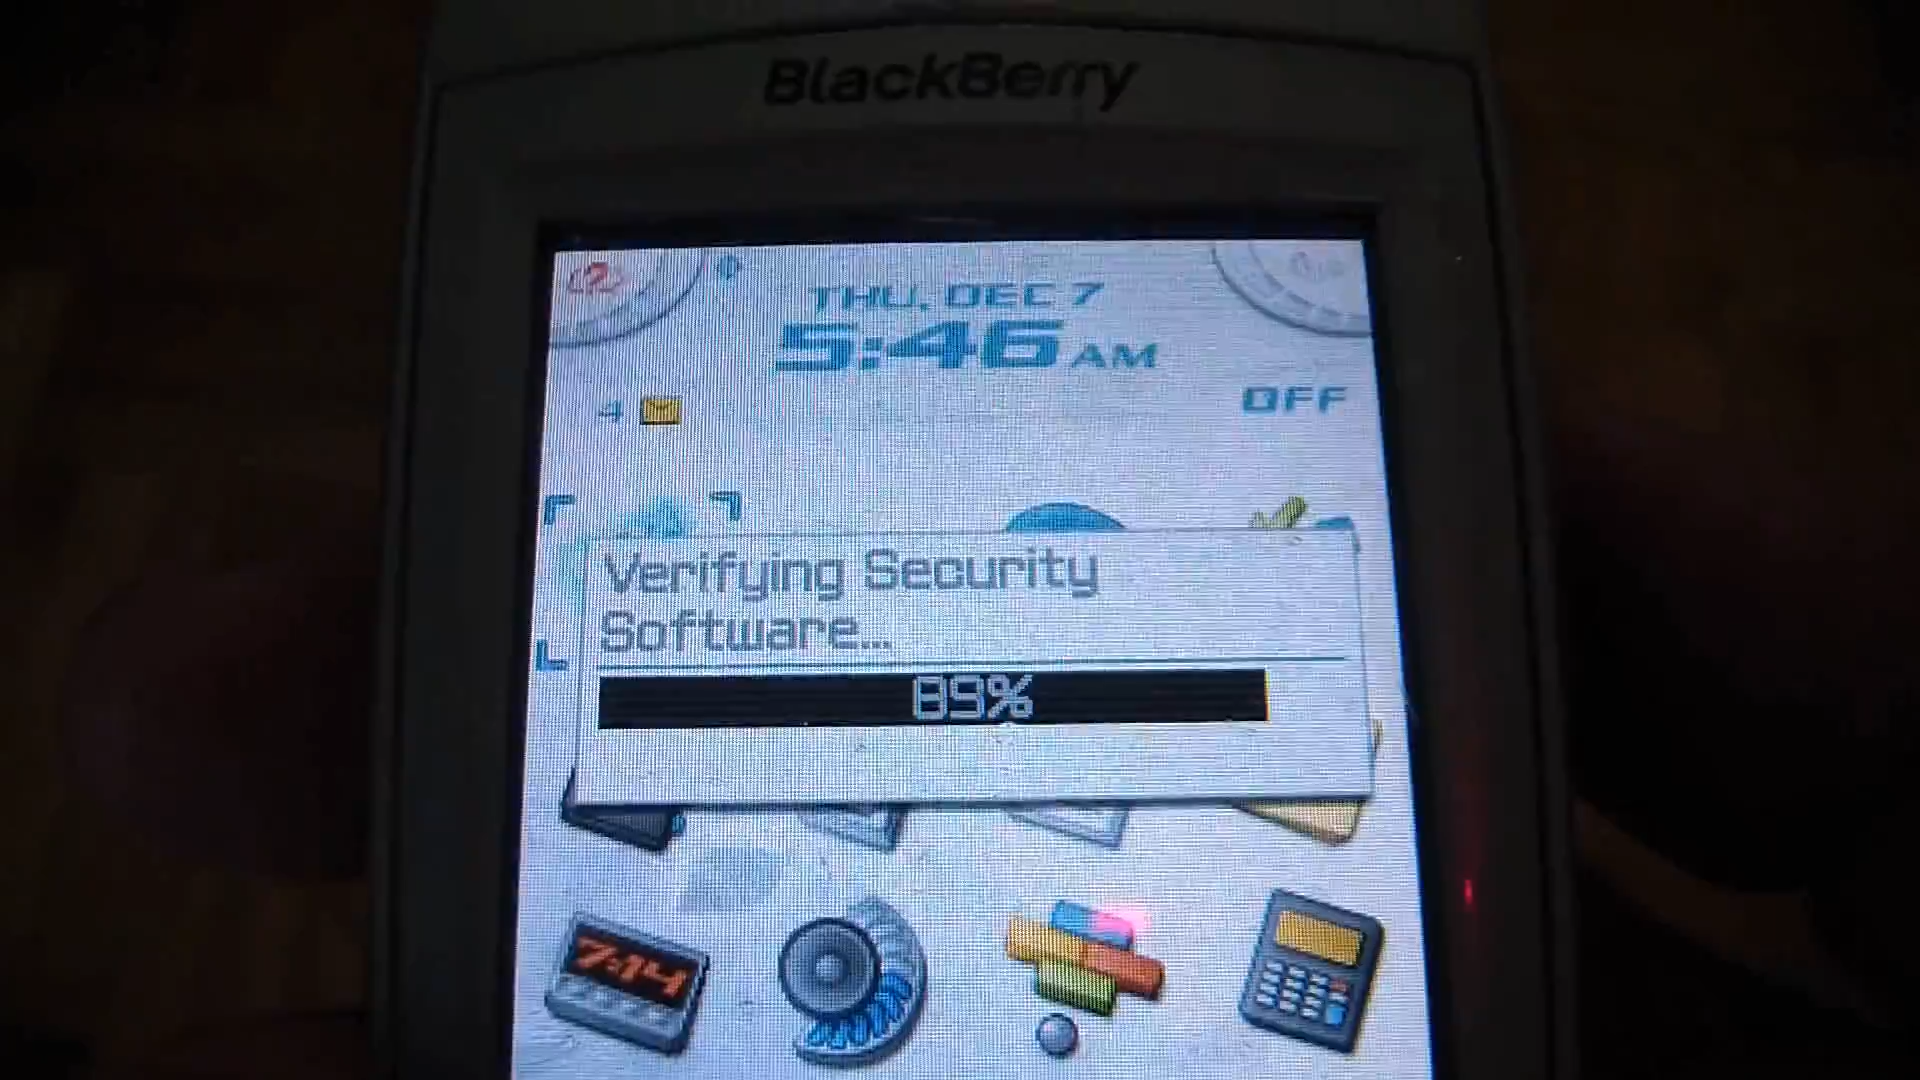 BlackBerry
THU, DEC 7
5:46 AM
4
OFF
Verifying Security
Software...
89%
7:14